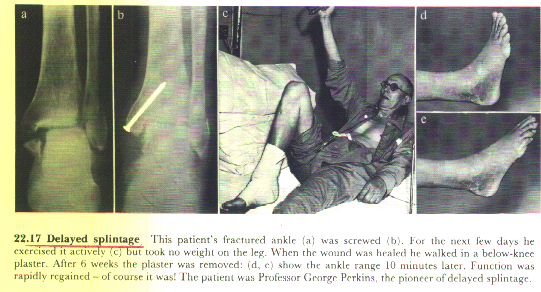 a b c d
e
22.17 Delayed splintage This patient's fractured ankle (a) was screwed (b). For the next few days he
exercised it actively (c) but took no weight on the leg. When the wound was healed he walked in a below-knee
plaster. After 6 weeks the plaster was removed: (d, e) show the ankle range 10 minutes later. Function was
rapidly regained – of course it was! The patient was Professor George Perkins, the pioneer of delayed splintage.